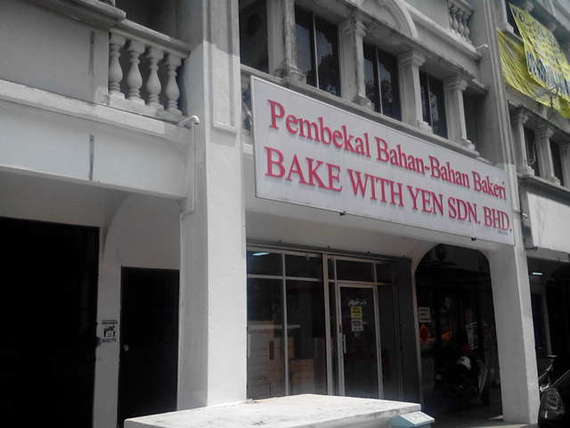 Pembekal Bahan-Bahan Bakeri
BAKE WITH YEN SDN. BHD.